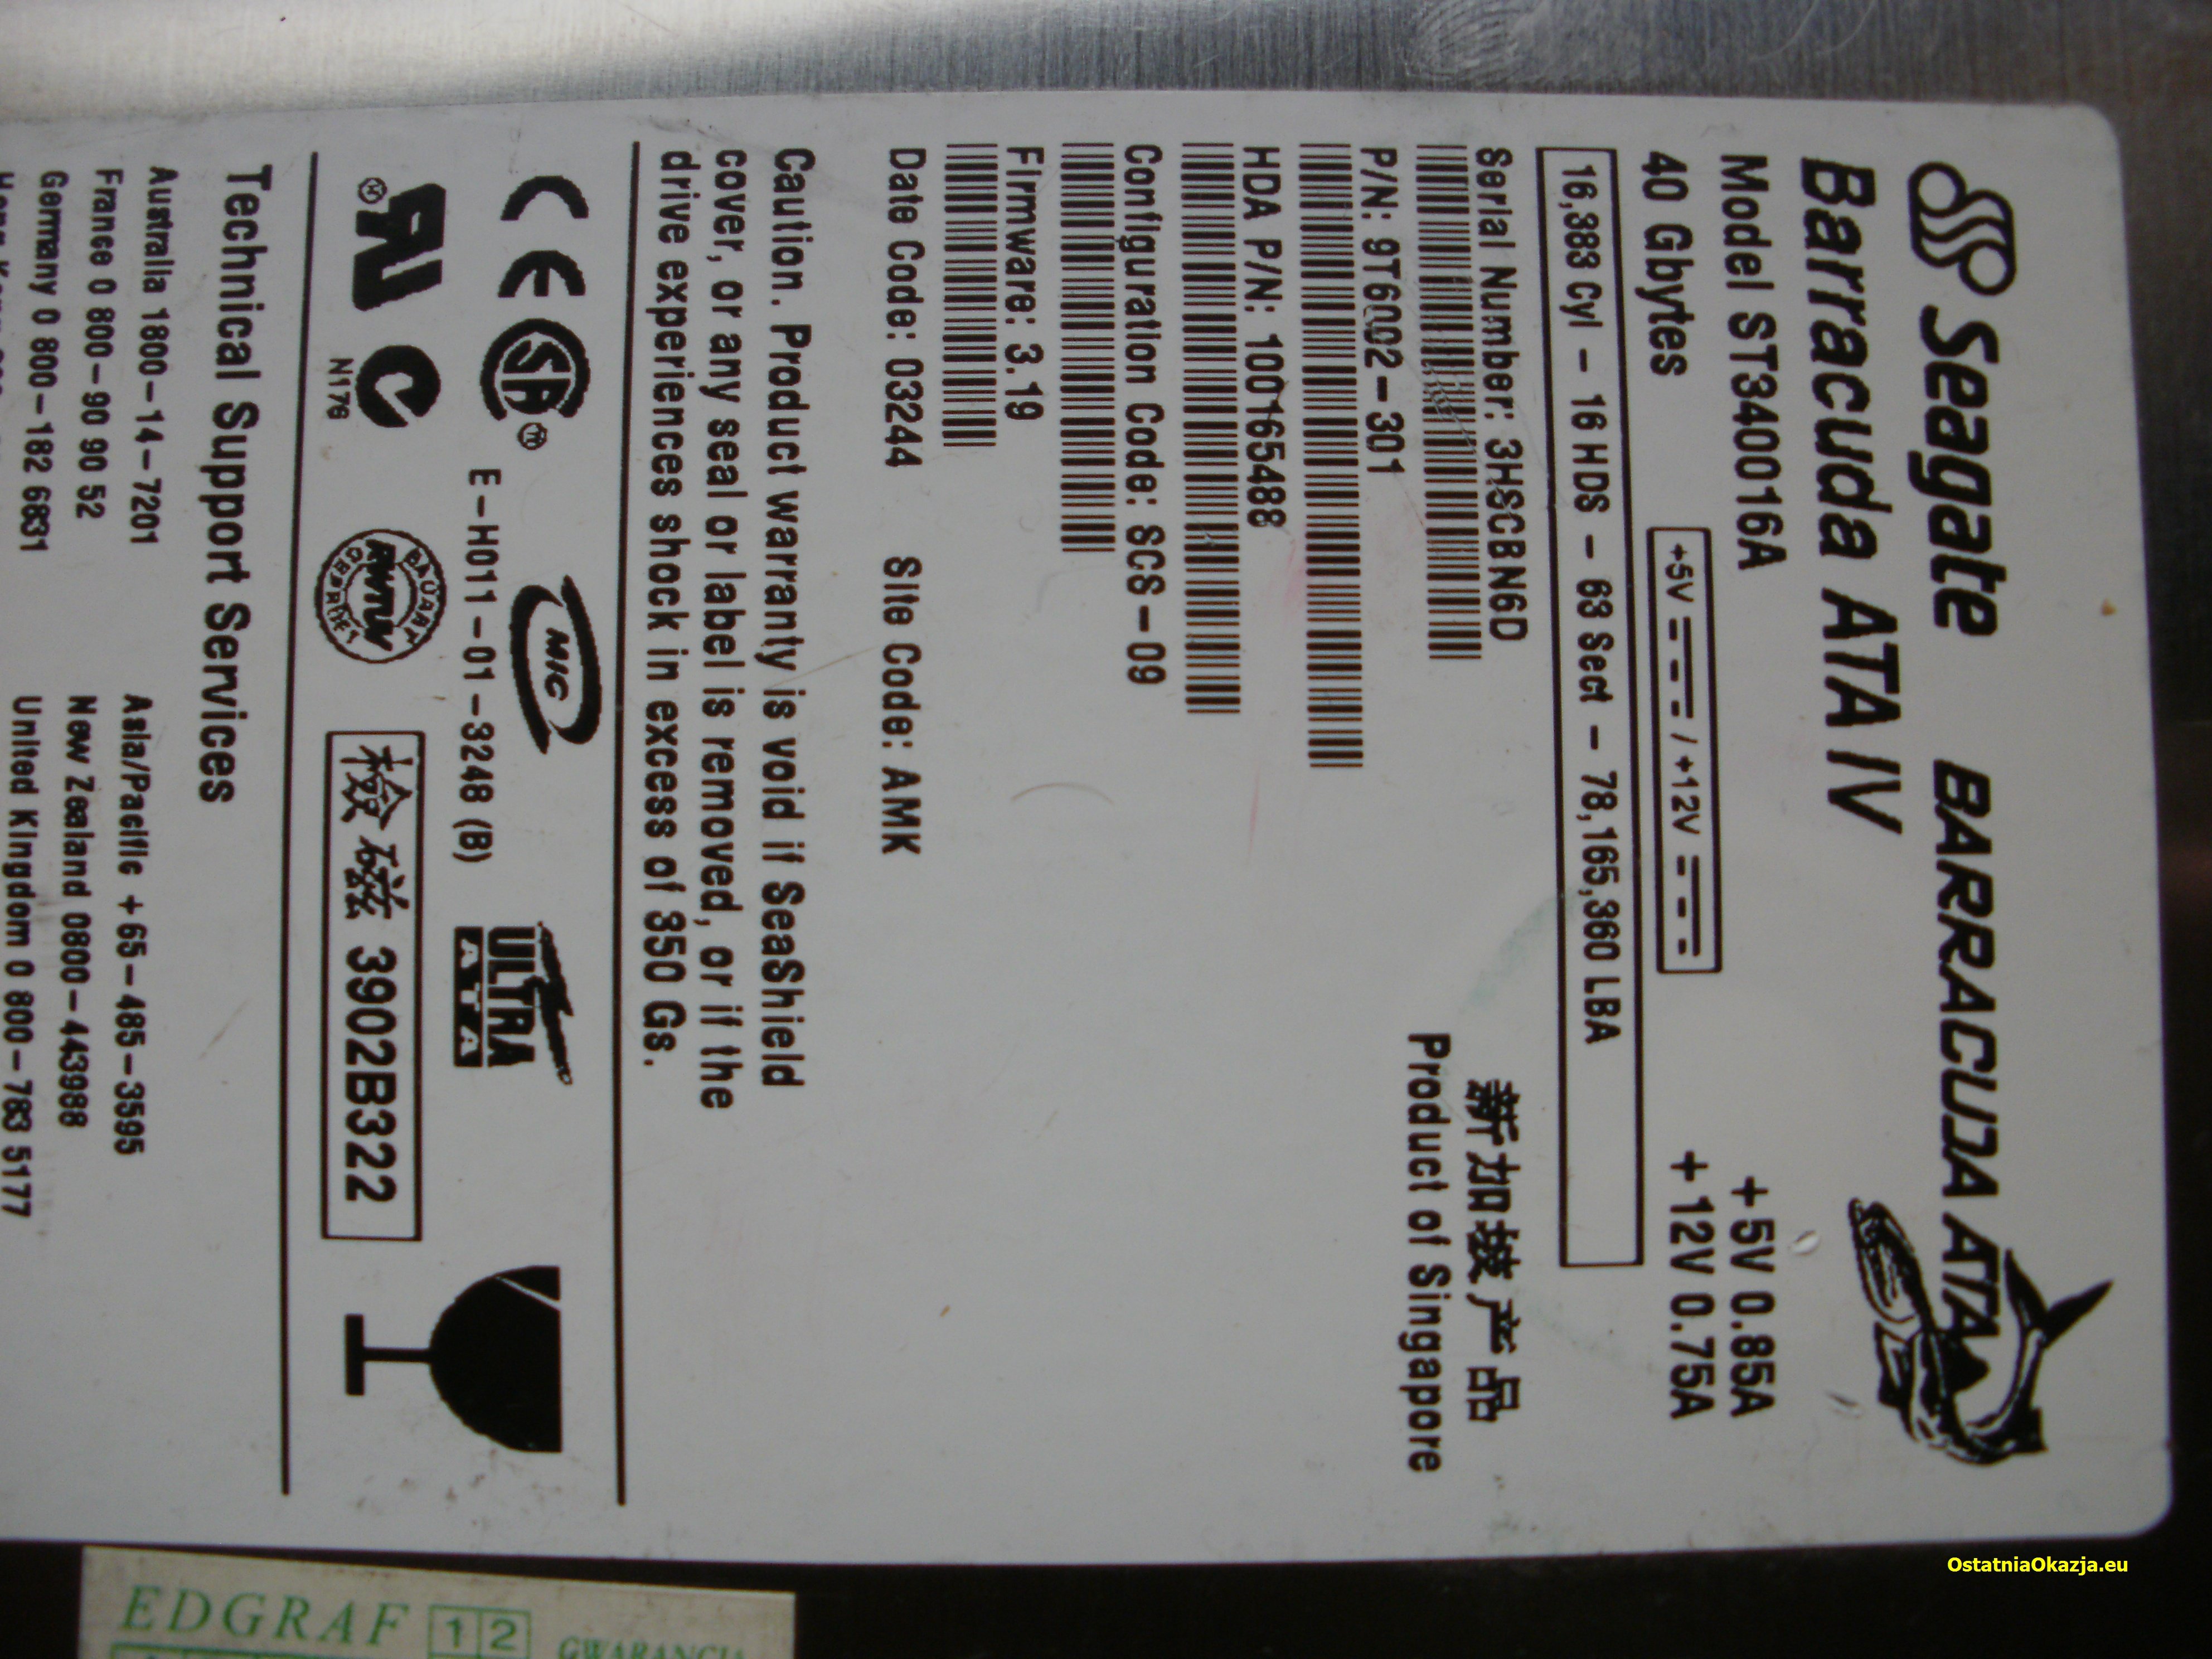 Seagate BARRACUDA ATA
Barracuda ATA IV
Model ST340016A
+5V 0.85A
40 Gbytes
+5V / +12V
+12V 0.75A
16,383 Cyl - 16 HDS - 63 Sect - 78,165,360 LBA
Serial Number: 3HSCBN6D
新加坡产品
P/N: 9T6002-301
Product of Singapore
HDA P/N: 100165488
Configuration Code: SCS-09
Firmware: 3.19
Date Code: 03244 Site Code: AMK
Caution. Product warranty is void if SeaShield
cover, or any seal or label is removed, or if the
drive experiences shock in excess of 350 Gs.
CE SA ® MIC ULTRA
ATA
E-H011-01-3248 (B)
N176
BAUART
GEPRÜFT
檢磁 3902B322
Technical Support Services
Australia 1800-14-7201
Asia/Pacific +65-485-3595
France 0 800-90 90 52
New Zealand 0800-443988
Germany 0 800-182 6831
United Kingdom 0 800-783 5177
EDGRAF 12 GWARANCJA
OstatniaOkazja.eu